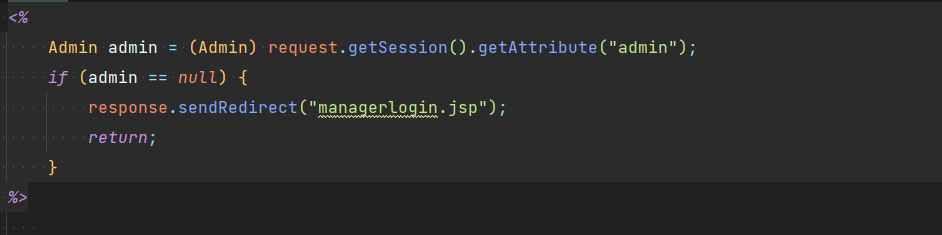 <%
    Admin admin = (Admin) request.getSession().getAttribute("admin");
    if (admin == null) {
        response.sendRedirect("managerlogin.jsp");
        return;
    }
%>